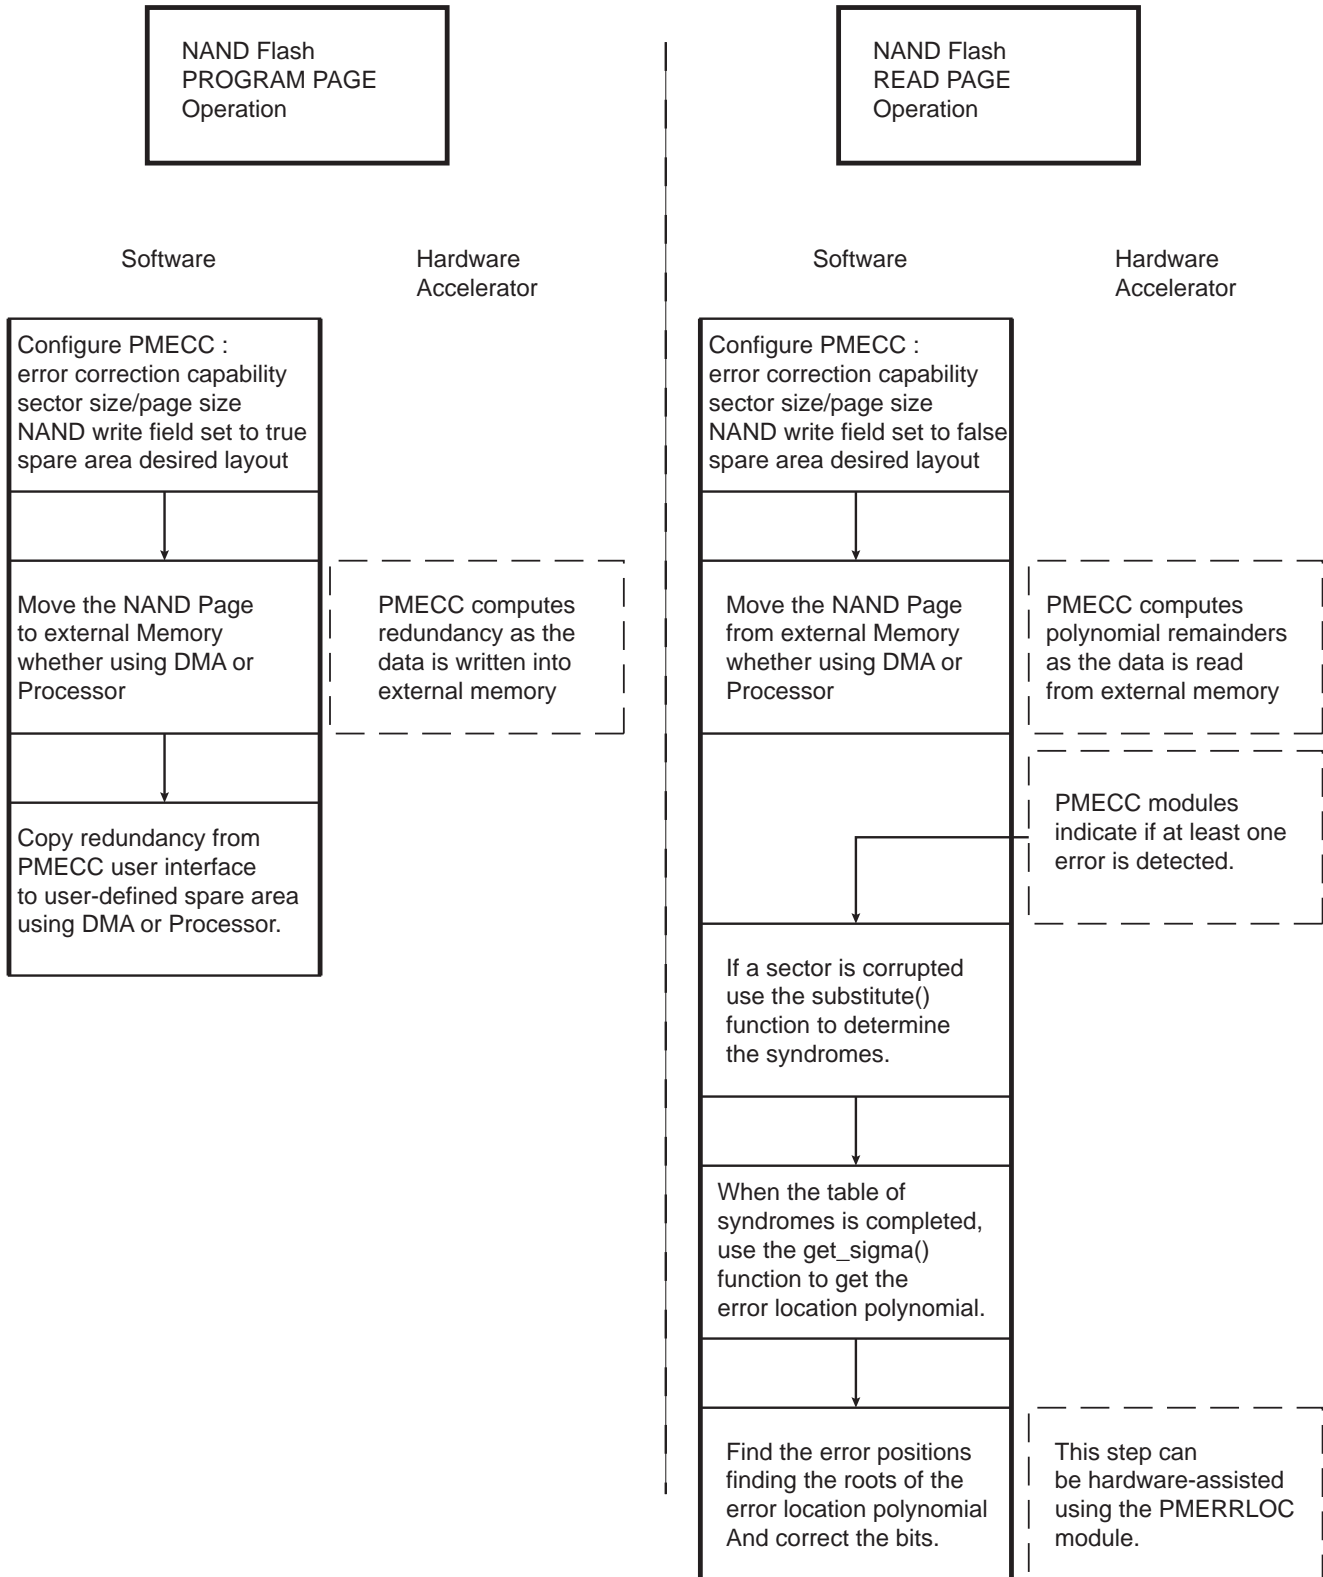 NAND Flash
PROGRAM PAGE
Operation
Software
Hardware
Accelerator
Configure PMECC :
error correction capability
sector size/page size
NAND write field set to true
spare area desired layout
Move the NAND Page
to external Memory
whether using DMA or
Processor
PMECC computes
redundancy as the
data is written into
external memory
Copy redundancy from
PMECC user interface
to user-defined spare area
using DMA or Processor.
NAND Flash
READ PAGE
Operation
Software
Hardware
Accelerator
Configure PMECC :
error correction capability
sector size/page size
NAND write field set to false
spare area desired layout
Move the NAND Page
from external Memory
whether using DMA or
Processor
PMECC computes
polynomial remainders
as the data is read
from external memory
PMECC modules
indicate if at least one
error is detected.
If a sector is corrupted
use the substitute()
function to determine
the syndromes.
When the table of
syndromes is completed,
use the get_sigma()
function to get the
error location polynomial.
Find the error positions
finding the roots of the
error location polynomial
And correct the bits.
This step can
be hardware-assisted
using the PMERRLOC
module.